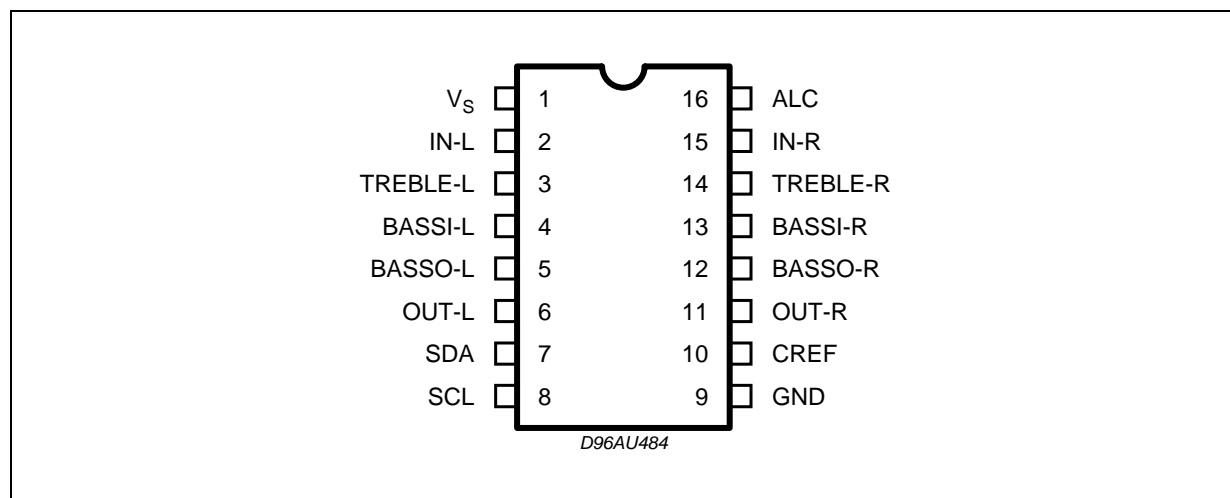 V_S 1 16 ALC
IN-L 2 15 IN-R
TREBLE-L 3 14 TREBLE-R
BASSI-L 4 13 BASSI-R
BASSO-L 5 12 BASSO-R
OUT-L 6 11 OUT-R
SDA 7 10 CREF
SCL 8 9 GND
D96AU484